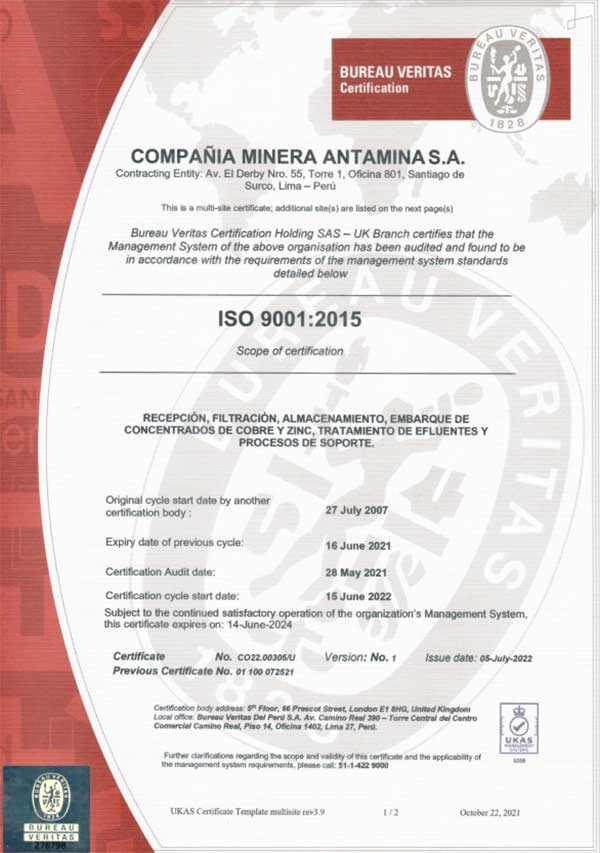 BUREAU VERITAS
Certification
BUREAU VERITAS
1828
COMPAÑIA MINERA ANTAMINA S.A.
Contracting Entity: Av. El Derby Nro. 55, Torre 1, Oficina 801, Santiago de
Surco, Lima – Perú
This is a multi-site certificate; additional site(s) are listed on the next page(s)
Bureau Veritas Certification Holding SAS – UK Branch certifies that the
Management System of the above organisation has been audited and found to be
in accordance with the requirements of the management system standards
detailed below
ISO 9001:2015
Scope of certification
RECEPCIÓN, FILTRACIÓN, ALMACENAMIENTO, EMBARQUE DE
CONCENTRADOS DE COBRE Y ZINC, TRATAMIENTO DE EFLUENTES Y
PROCESOS DE SOPORTE.
Original cycle start date by another
certification body : 27 July 2007
Expiry date of previous cycle: 16 June 2021
Certification Audit date: 28 May 2021
Certification cycle start date: 15 June 2022
Subject to the continued satisfactory operation of the organization's Management System,
this certificate expires on: 14-June-2024
Certificate No. CO22.00305/U Version: No. 1 Issue date: 05-July-2022
Previous Certificate No. 01 100 072521
Certification body address: 5th Floor, 66 Prescot Street, London E1 8HG, United Kingdom
Local office: Bureau Veritas Del Perú S.A. Av. Camino Real 390 – Torre Central del Centro
Comercial Camino Real, Piso 14, Oficina 1402, Lima 27, Perú.
UKAS
MANAGEMENT
SYSTEMS
0008
Further clarifications regarding the scope and validity of this certificate and the applicability of
the management system requirements, please call: 51-1-422 9000
BUREAU
VERITAS
276798
UKAS Certificate Template multisite rev3.9 1 / 2 October 22, 2021